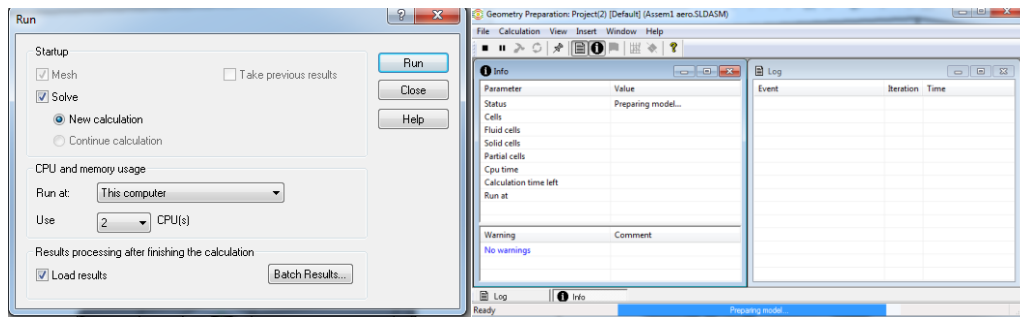 Run
Startup
Mesh
Take previous results
Solve
New calculation
Continue calculation
CPU and memory usage
Run at:
This computer
Use
2
CPU(s)
Results processing after finishing the calculation
Load results
Batch Results...
Run
Close
Help
Geometry Preparation: Project(2) [Default] (Assem1 aero.SLDASM)
File Calculation View Insert Window Help
Info
Parameter Value
Status Preparing model...
Cells
Fluid cells
Solid cells
Partial cells
Cpu time
Calculation time left
Run at
Warning Comment
No warnings
Log
Event Iteration Time
Log Info
Ready Preparing model...